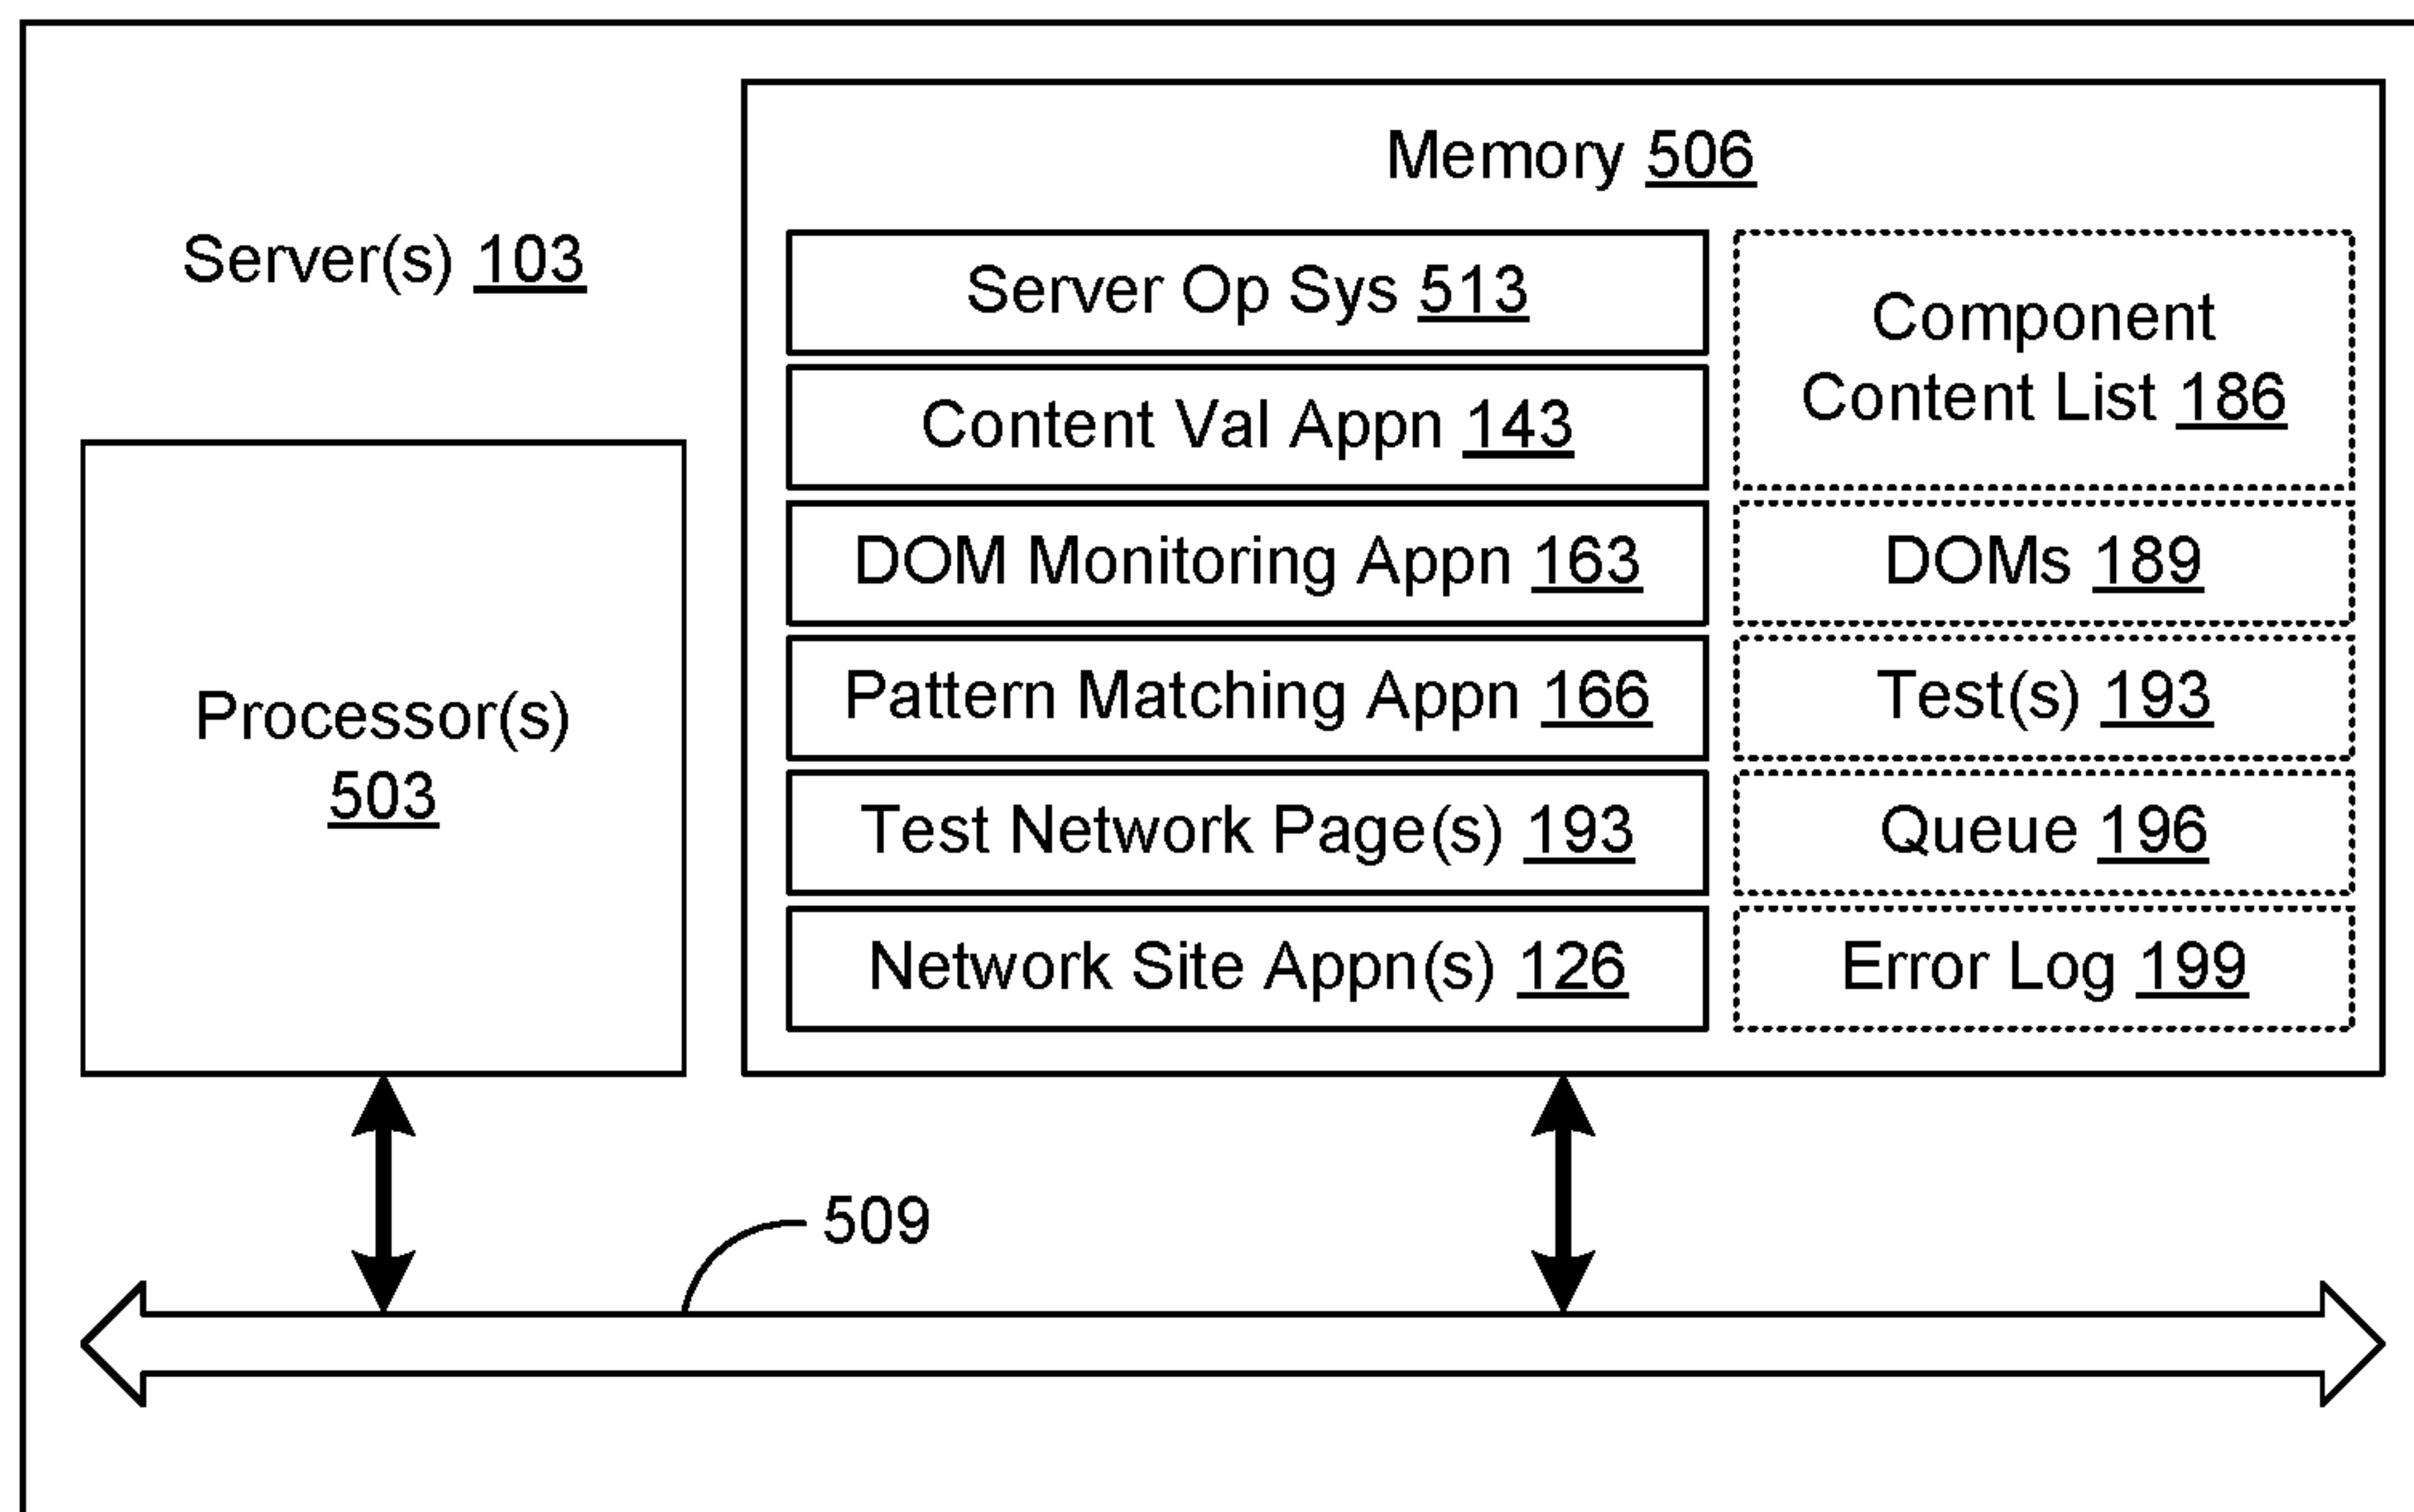 Memory 506
Server(s) 103
Server Op Sys 513
Content Val Appn 143
DOM Monitoring Appn 163
Pattern Matching Appn 166
Test Network Page(s) 193
Network Site Appn(s) 126
Component
Content List 186
DOMs 189
Test(s) 193
Queue 196
Error Log 199
Processor(s)
503
509